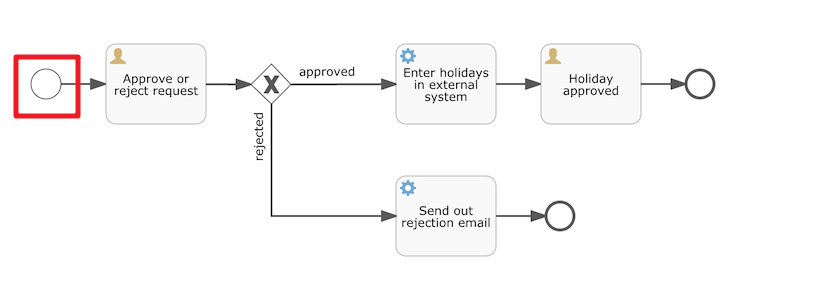 Approve or
reject request
approved
Enter holidays
in external
system
Holiday
approved
rejected
Send out
rejection email